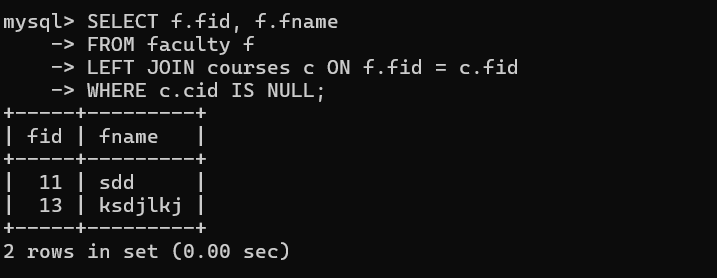 mysql> SELECT f.fid, f.fname
    -> FROM faculty f
    -> LEFT JOIN courses c ON f.fid = c.fid
    -> WHERE c.cid IS NULL;
+-----+---------+
| fid | fname   |
+-----+---------+
|  11 | sdd     |
|  13 | ksdjlkj |
+-----+---------+
2 rows in set (0.00 sec)